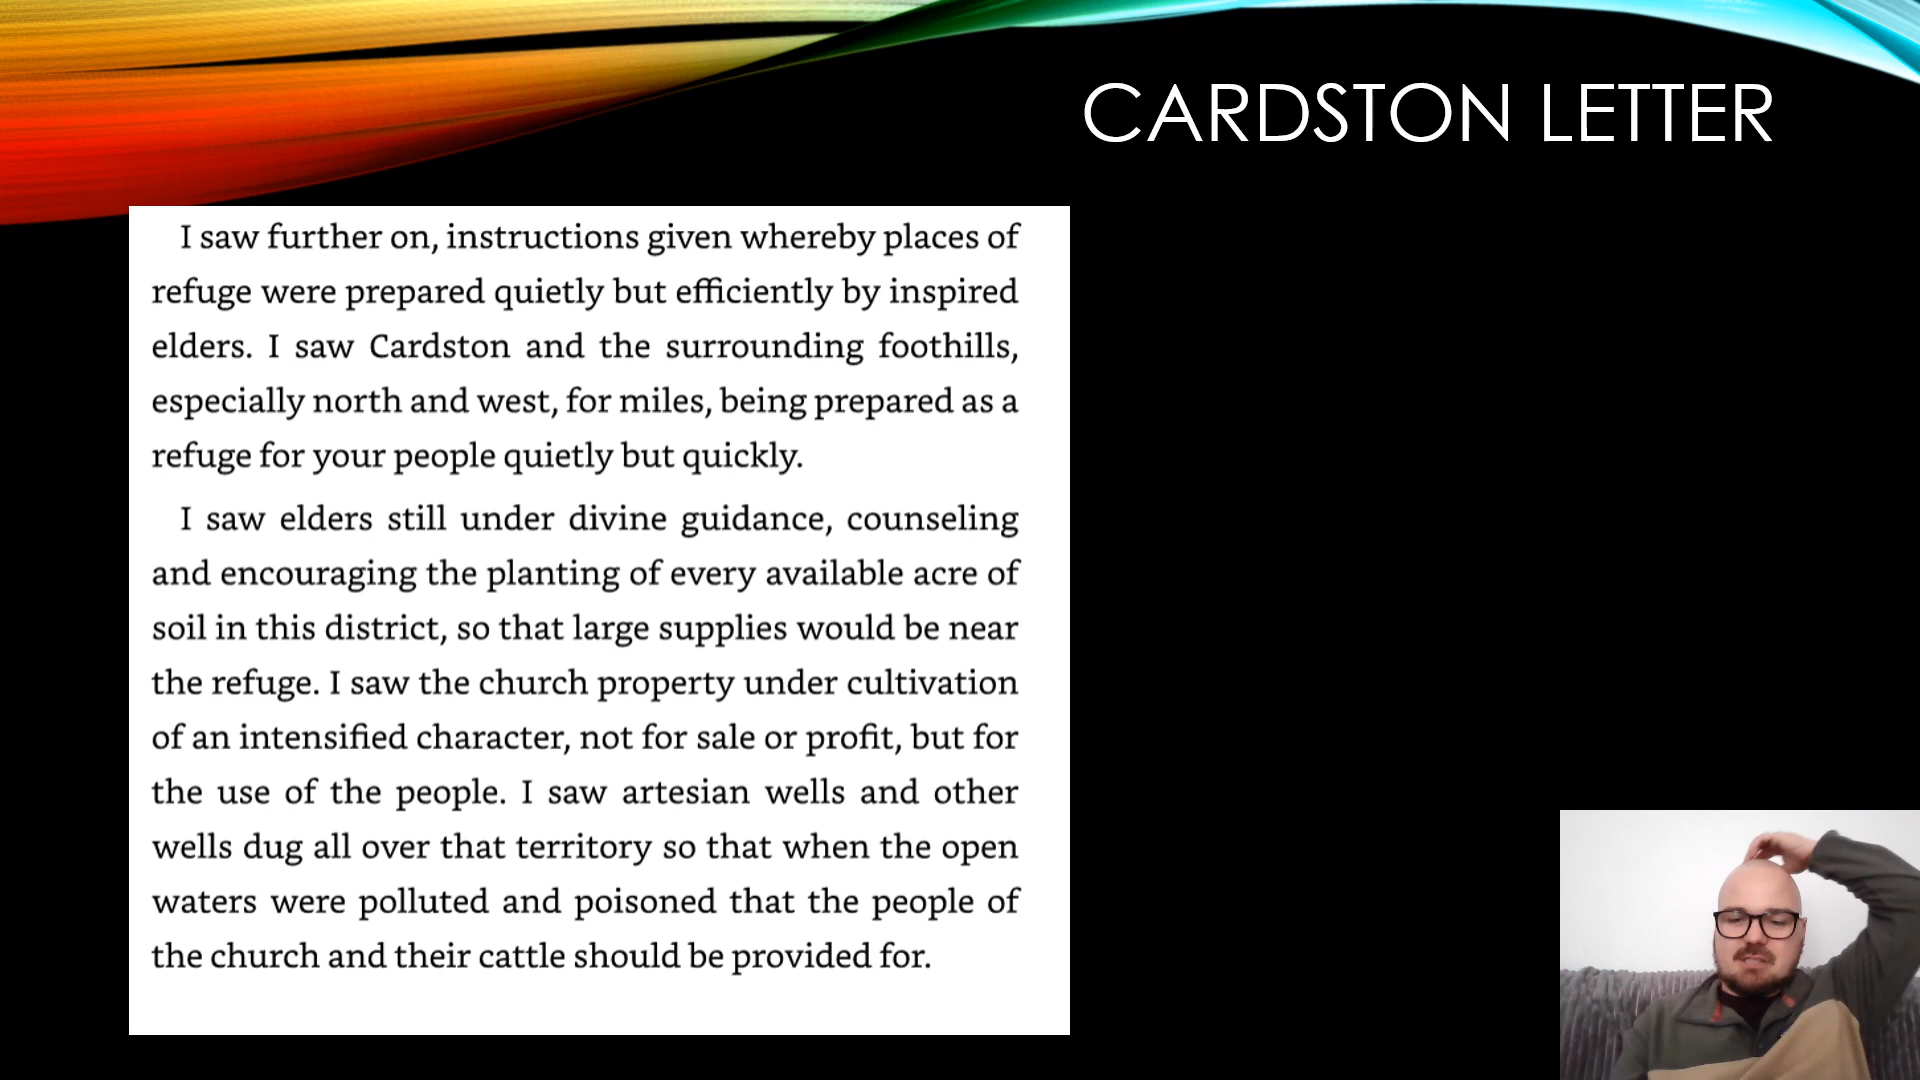 CARDSTON LETTER
I saw further on, instructions given whereby places of
refuge were prepared quietly but efficiently by inspired
elders. I saw Cardston and the surrounding foothills,
especially north and west, for miles, being prepared as a
refuge for your people quietly but quickly.
I saw elders still under divine guidance, counseling
and encouraging the planting of every available acre of
soil in this district, so that large supplies would be near
the refuge. I saw the church property under cultivation
of an intensified character, not for sale or profit, but for
the use of the people. I saw artesian wells and other
wells dug all over that territory so that when the open
waters were polluted and poisoned that the people of
the church and their cattle should be provided for.